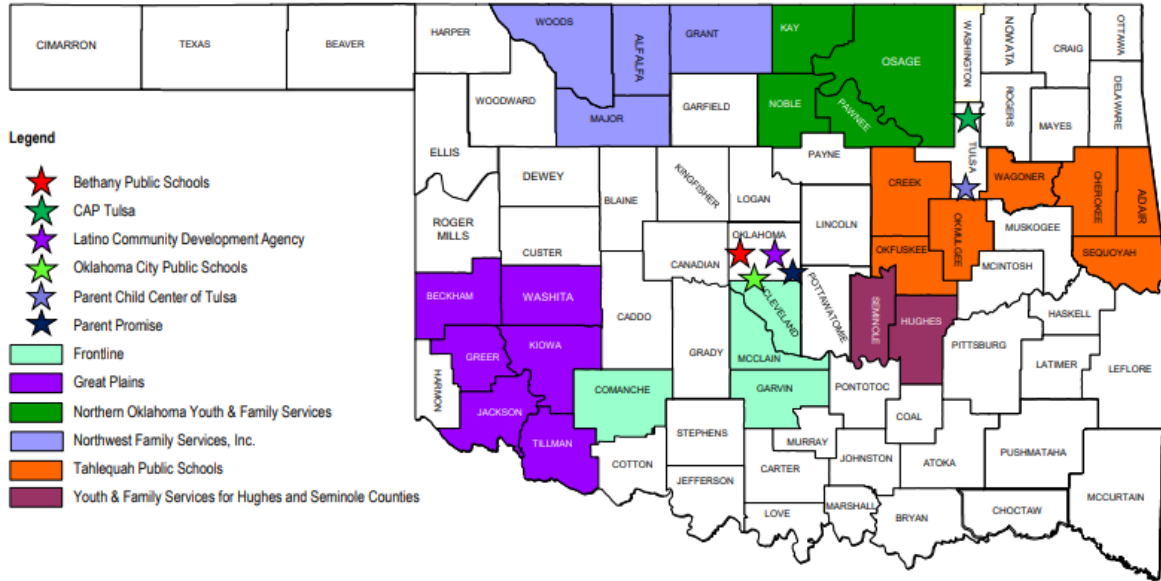 CIMARRON
TEXAS
BEAVER
HARPER
WOODS
ALFALFA
GRANT
KAY
OSAGE
WASHINGTON
NOWATA
CRAIG
OTTAWA
WOODWARD
MAJOR
GARFIELD
NOBLE
PAWNEE
ROGERS
MAYES
DELAWARE
TULSA
ELLIS
DEWEY
BLAINE
KINGFISHER
LOGAN
PAYNE
CREEK
WAGONER
CHEROKEE
ADAIR
ROGER
MILLS
CUSTER
CANADIAN
OKLAHOMA
LINCOLN
OKFUSKEE
OKMULGEE
MUSKOGEE
MCINTOSH
SEQUOYAH
BECKHAM
WASHITA
CADDO
GRADY
CLEVELAND
MCCLAIN
POTTAWATOMIE
SEMINOLE
HUGHES
PITTSBURG
HASKELL
LATIMER
LEFLORE
GREER
KIOWA
HARMON
JACKSON
TILLMAN
COMANCHE
GARVIN
PONTOTOC
COAL
STEPHENS
MURRAY
COTTON
JEFFERSON
CARTER
LOVE
JOHNSTON
MARSHALL
ATOKA
BRYAN
PUSHMATAHA
CHOCTAW
MCCURTAIN
Legend
Bethany Public Schools
CAP Tulsa
Latino Community Development Agency
Oklahoma City Public Schools
Parent Child Center of Tulsa
Parent Promise
Frontline
Great Plains
Northern Oklahoma Youth & Family Services
Northwest Family Services, Inc.
Tahlequah Public Schools
Youth & Family Services for Hughes and Seminole Counties